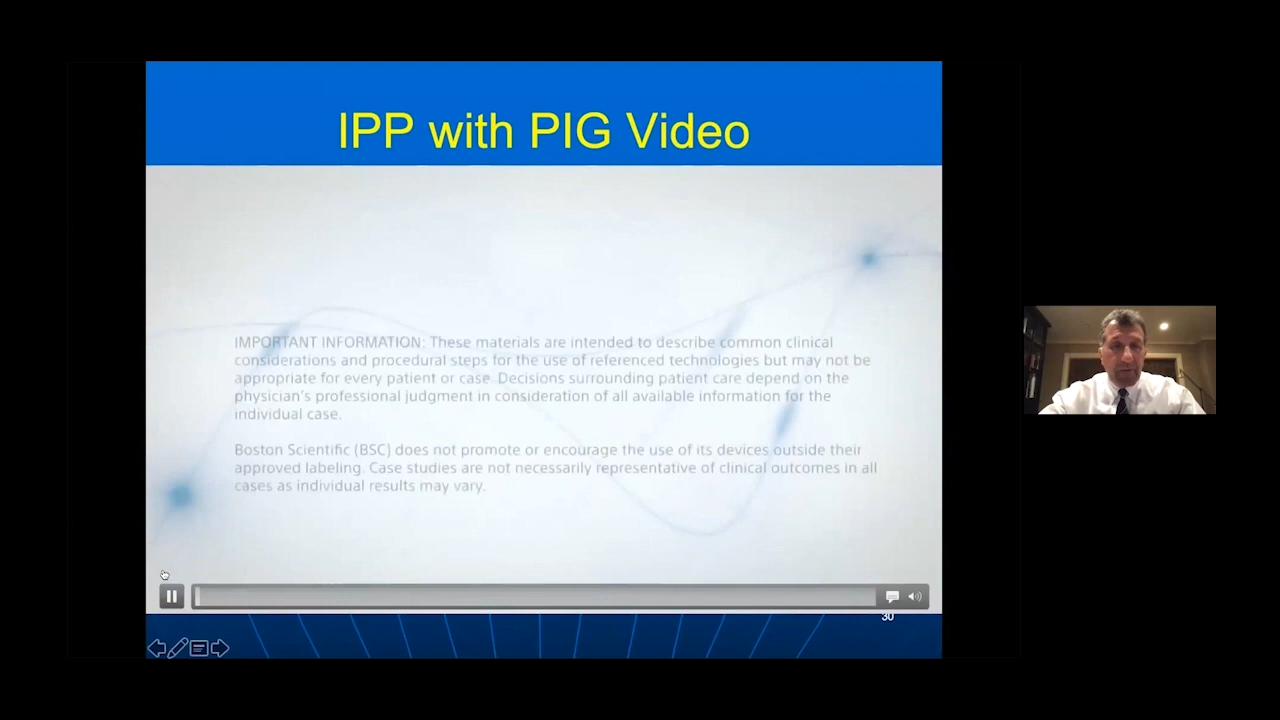 IPP with PIG Video
IMPORTANT INFORMATION: These materials are intended to describe common clinical
considerations and procedural steps for the use of referenced technologies but may not be
appropriate for every patient or case. Decisions surrounding patient care depend on the
physician's professional judgment in consideration of all available information for the
individual case.
Boston Scientific (BSC) does not promote or encourage the use of its devices outside their
approved labeling. Case studies are not necessarily representative of clinical outcomes in all
cases as individual results may vary.
30